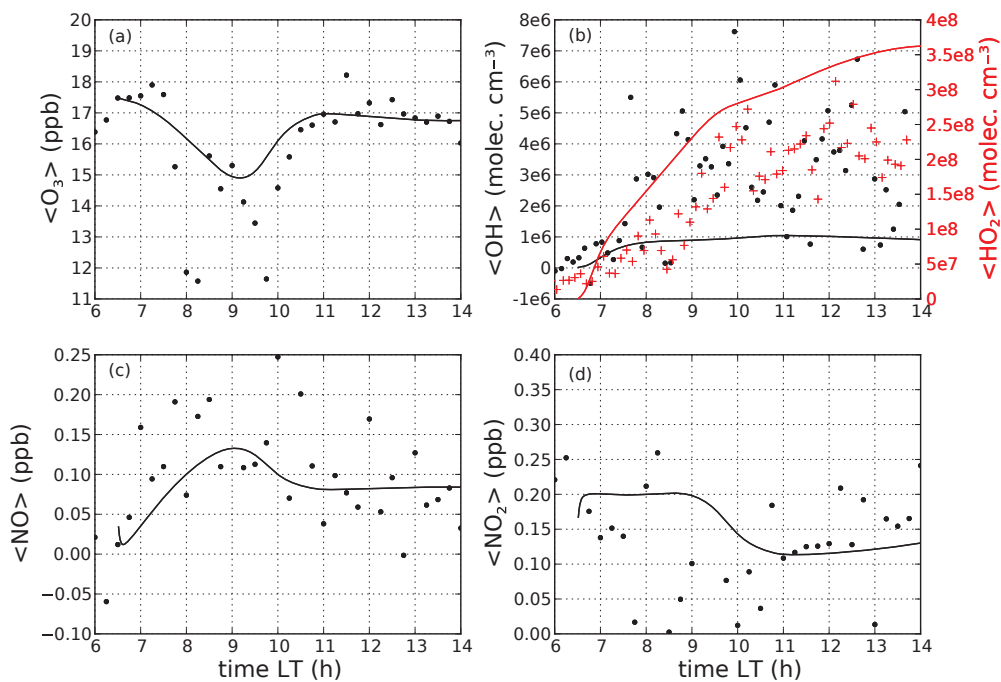 (a)
<O₃> (ppb)
20
19
18
17
16
15
14
13
12
11
6 7 8 9 10 11 12 13 14
(b)
<OH> (molec. cm⁻³)
8e6
7e6
6e6
5e6
4e6
3e6
2e6
1e6
0
-1e6
6 7 8 9 10 11 12 13 14
4e8
3e8
3e8
2e8
2e8
1e8
1e8
5e7
0
<HO₂> (molec. cm⁻³)
(c)
<NO> (ppb)
0.25
0.20
0.15
0.10
0.05
0.00
−0.05
−0.10
6 7 8 9 10 11 12 13 14
time LT (h)
(d)
<NO₂> (ppb)
0.40
0.35
0.30
0.25
0.20
0.15
0.10
0.05
0.00
6 7 8 9 10 11 12 13 14
time LT (h)